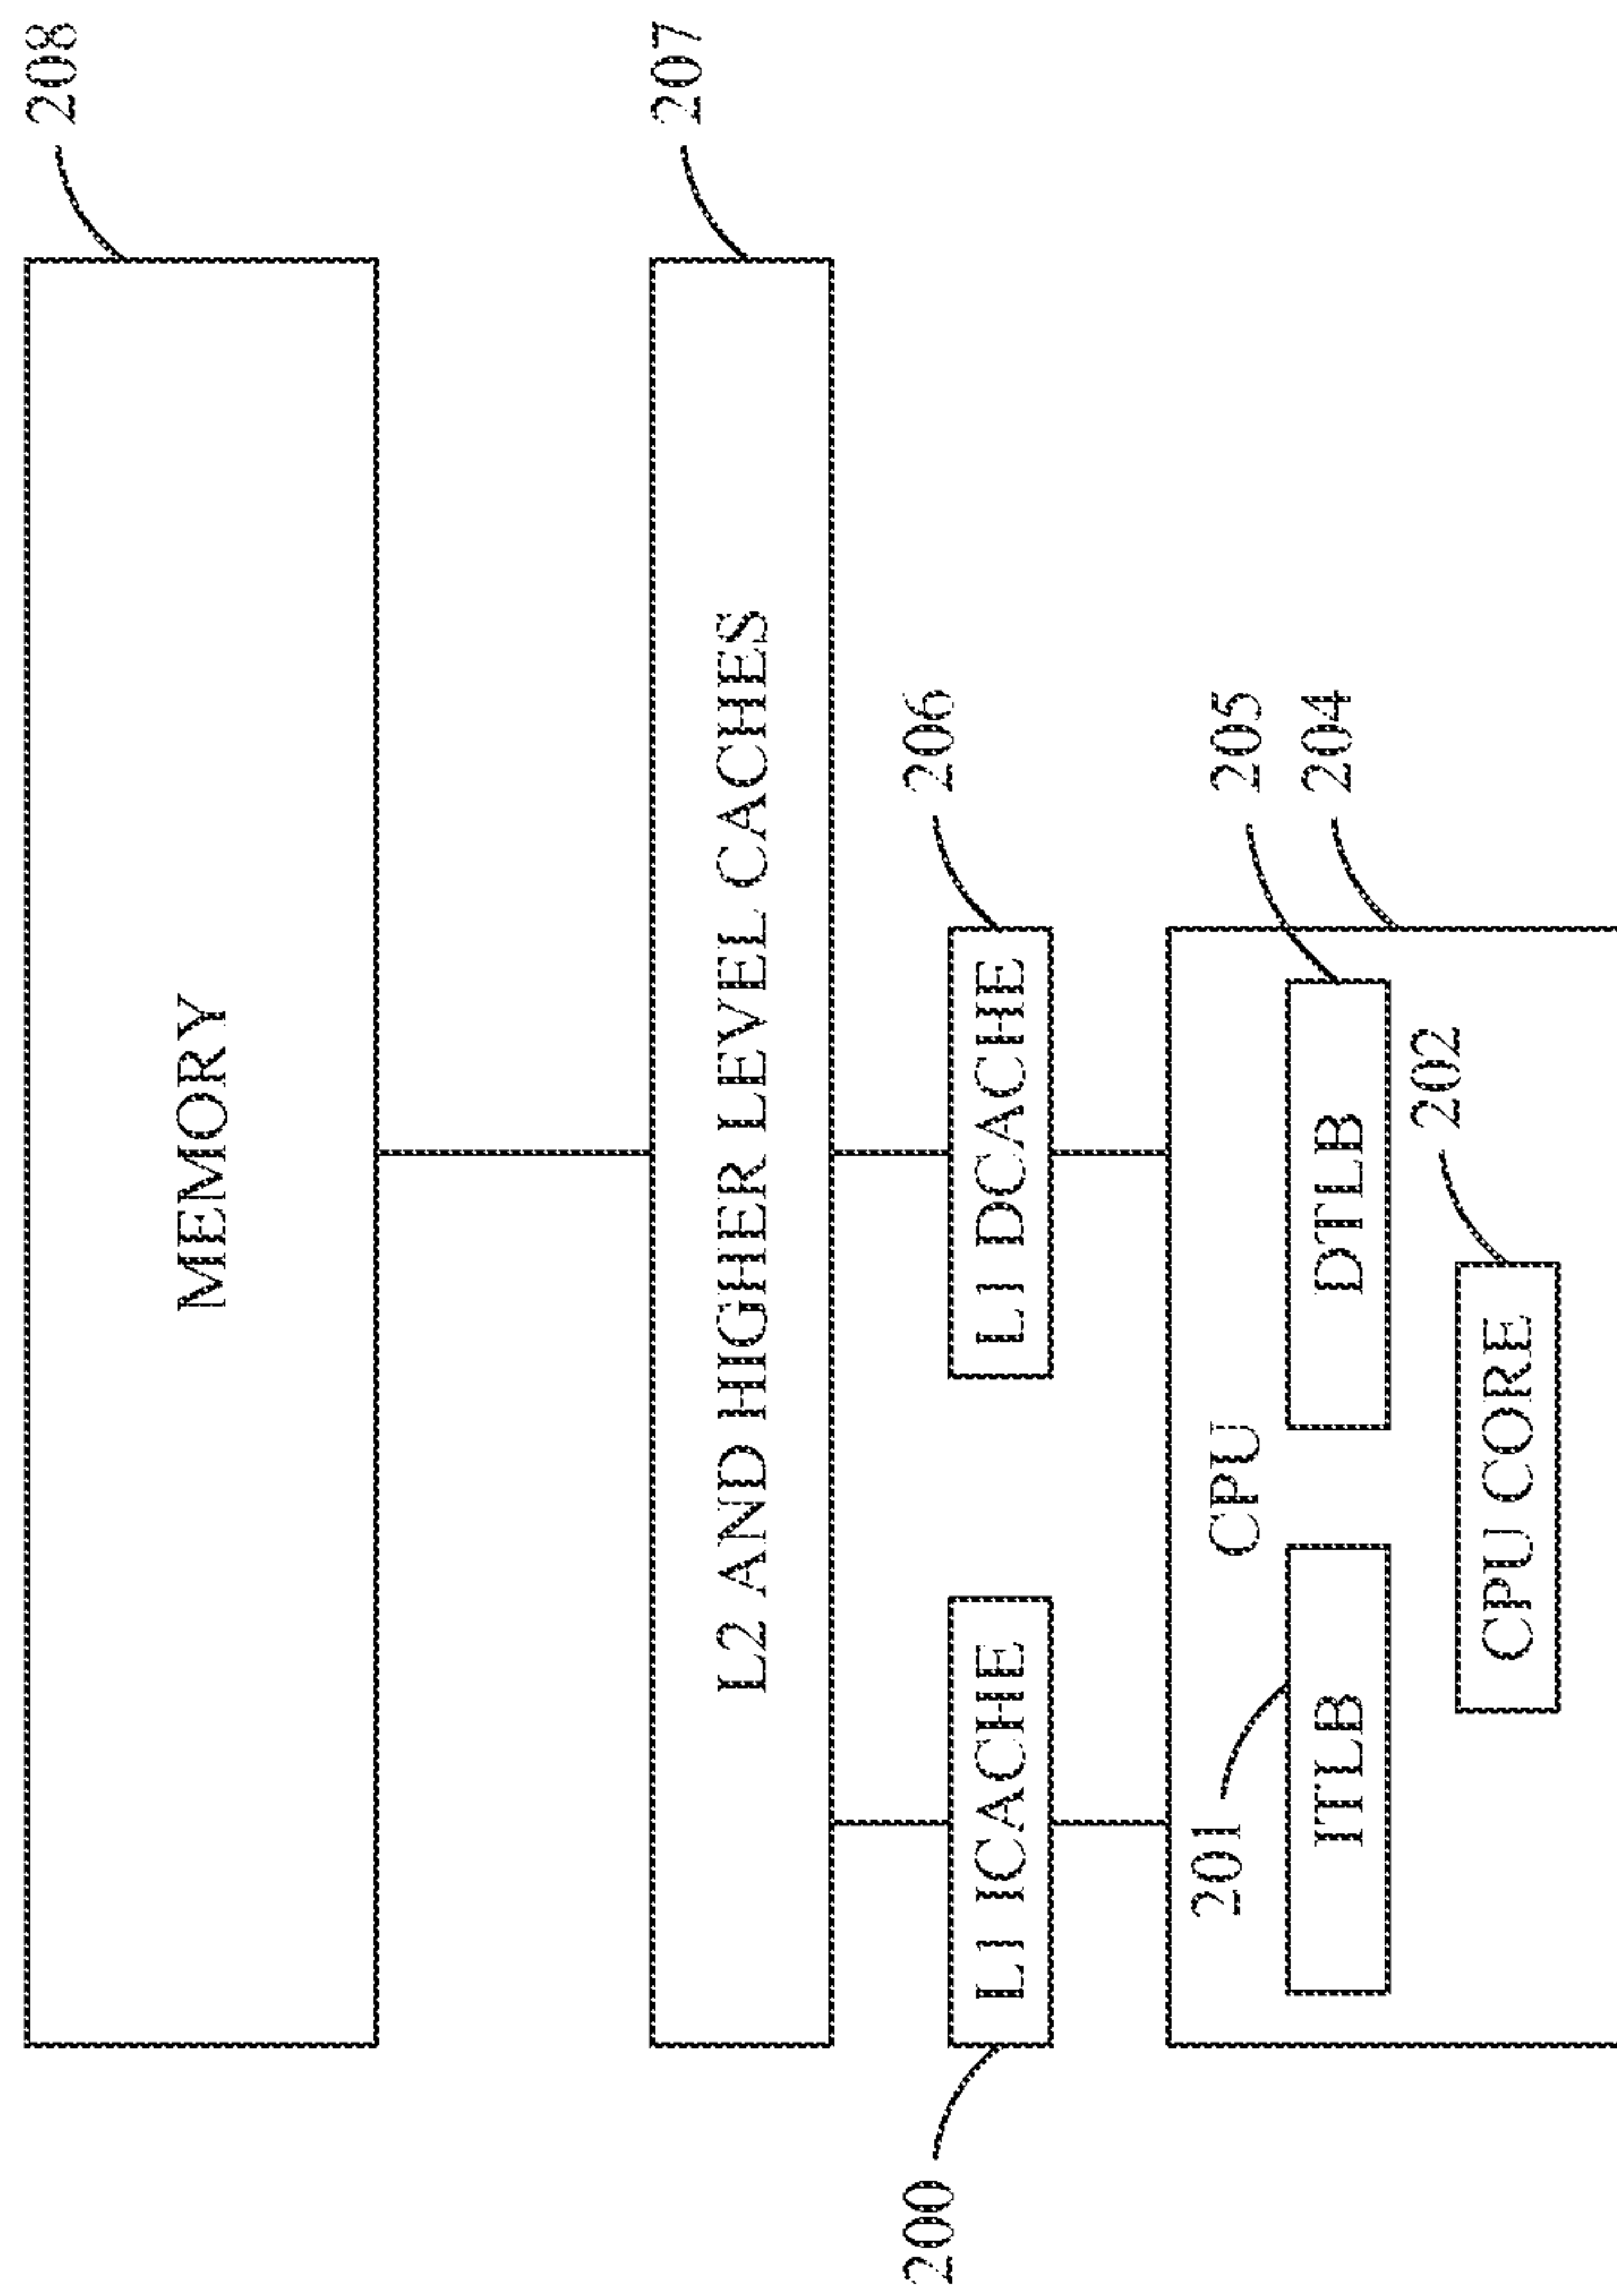 208
MEMORY
207
L2 AND HIGHER LEVEL CACHES
200
L1 ICACHE
L1 DCACHE
206
201
CPU
205
204
ITLB
DTLB
202
CPU CORE